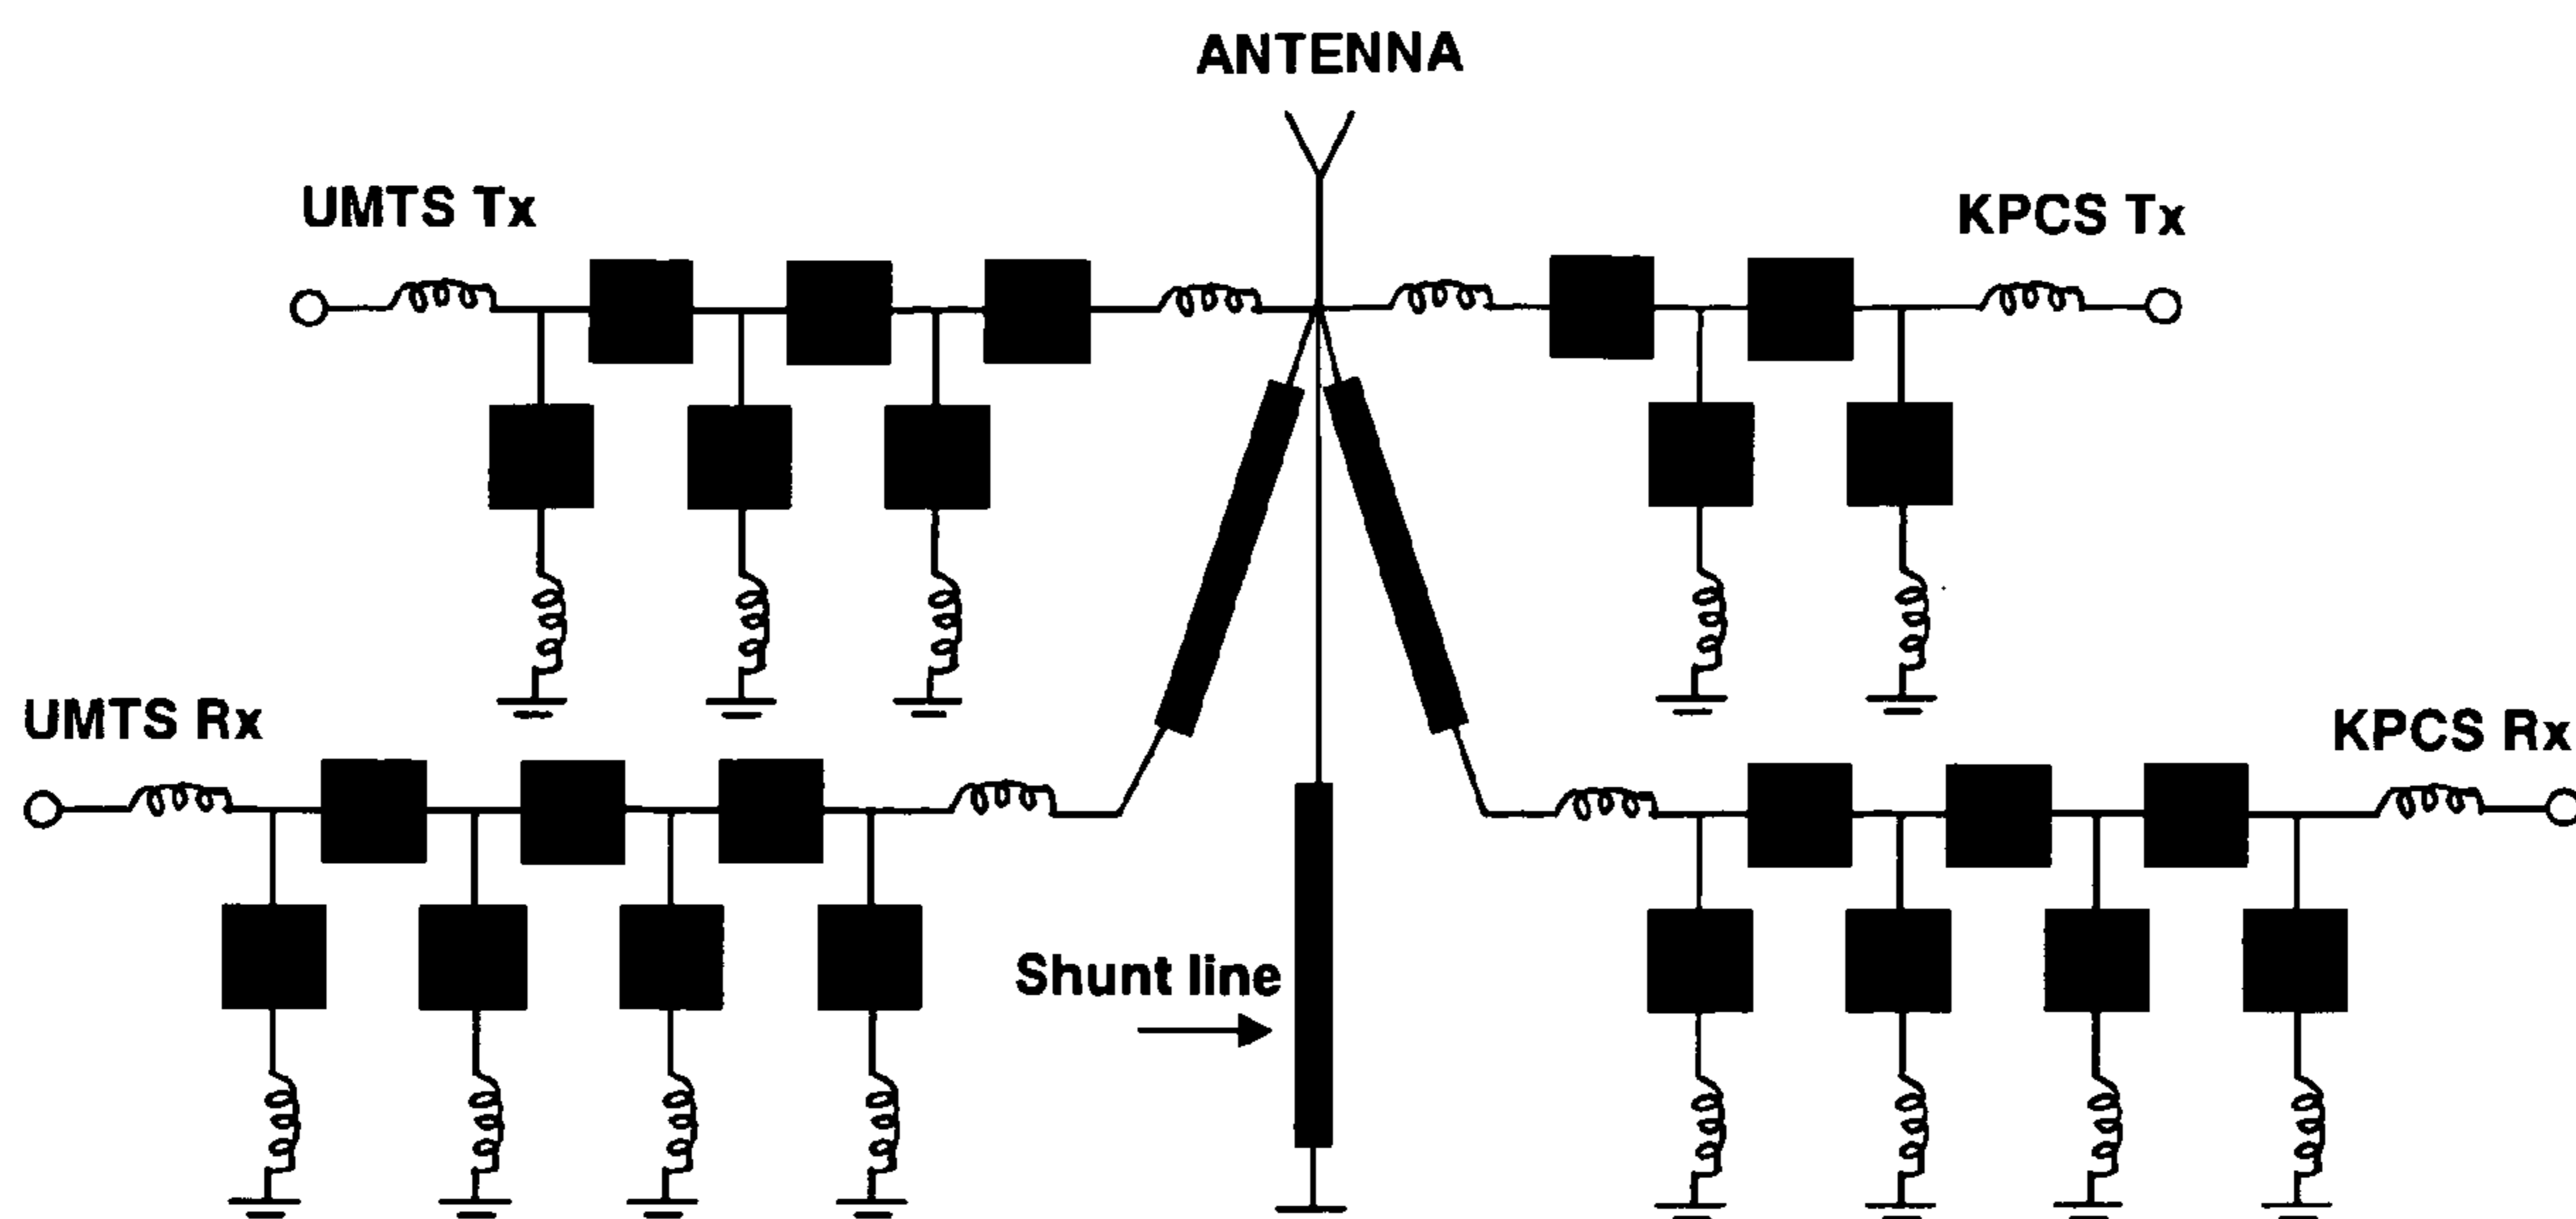 ANTENNA
UMTS Tx
KPCS Tx
UMTS Rx
KPCS Rx
Shunt line